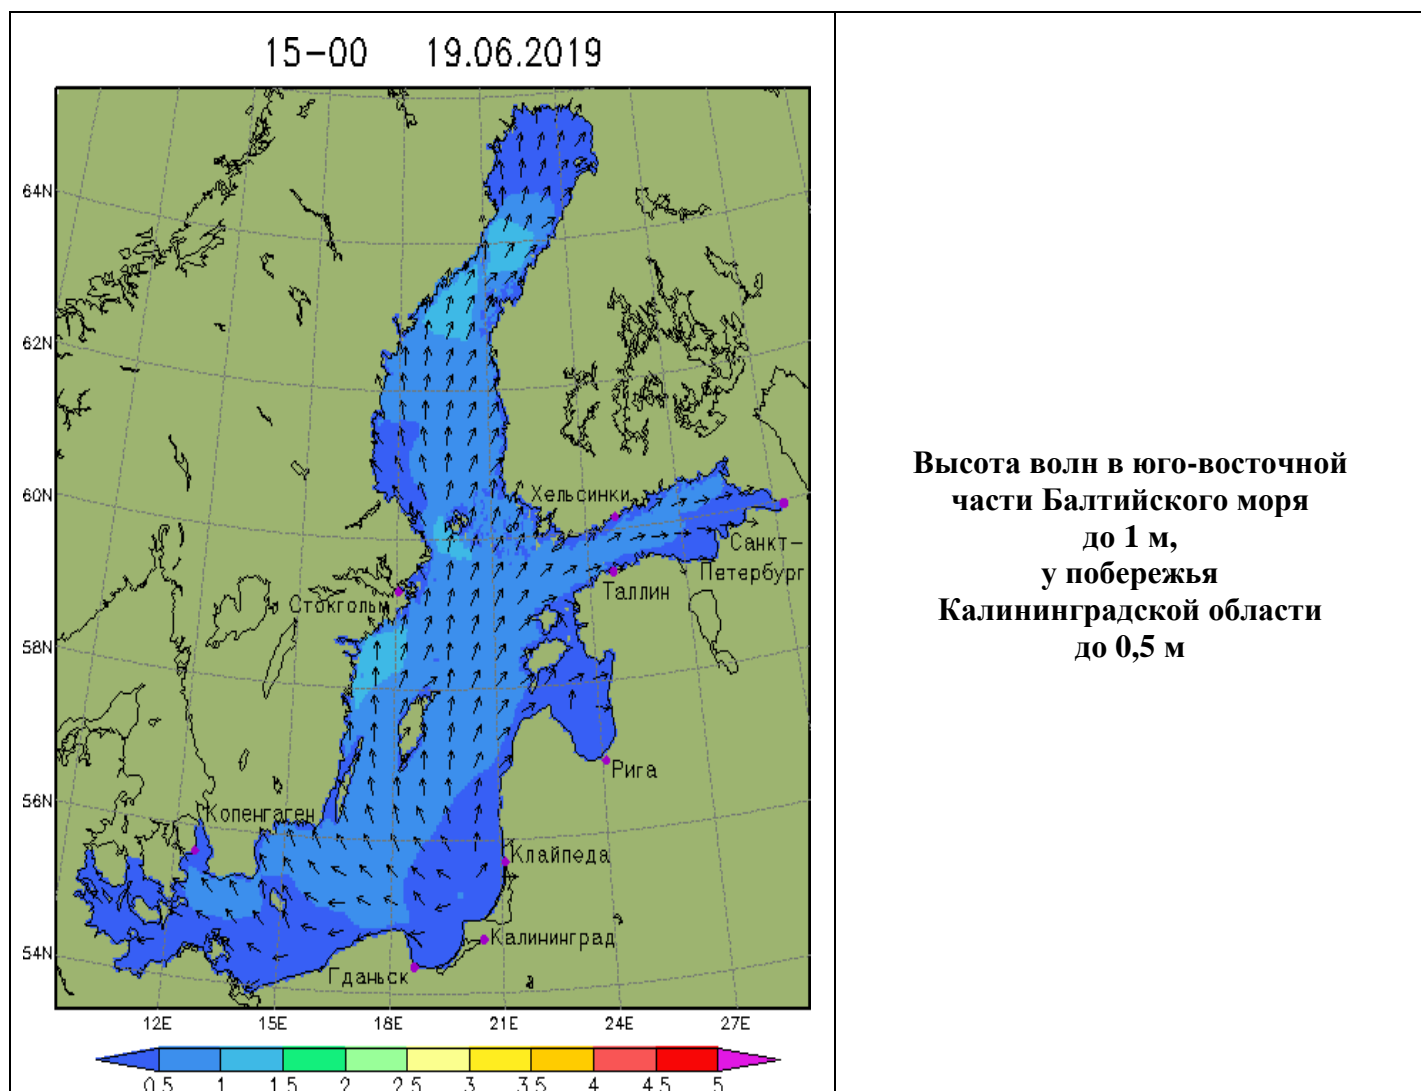 15-00 19.06.2019
64N
62N
60N
58N
56N
54N
Хельсинки
Санкт-
Петербург
Таллин
Стокгольм
Рига
Копенгаген
Клайпеда
Калининград
Гданьск
12E 15E 18E 21E 24E 27E
0.5 1 1.5 2 2.5 3 3.5 4 4.5 5
Высота волн в юго-восточной
части Балтийского моря
до 1 м,
у побережья
Калининградской области
до 0,5 м